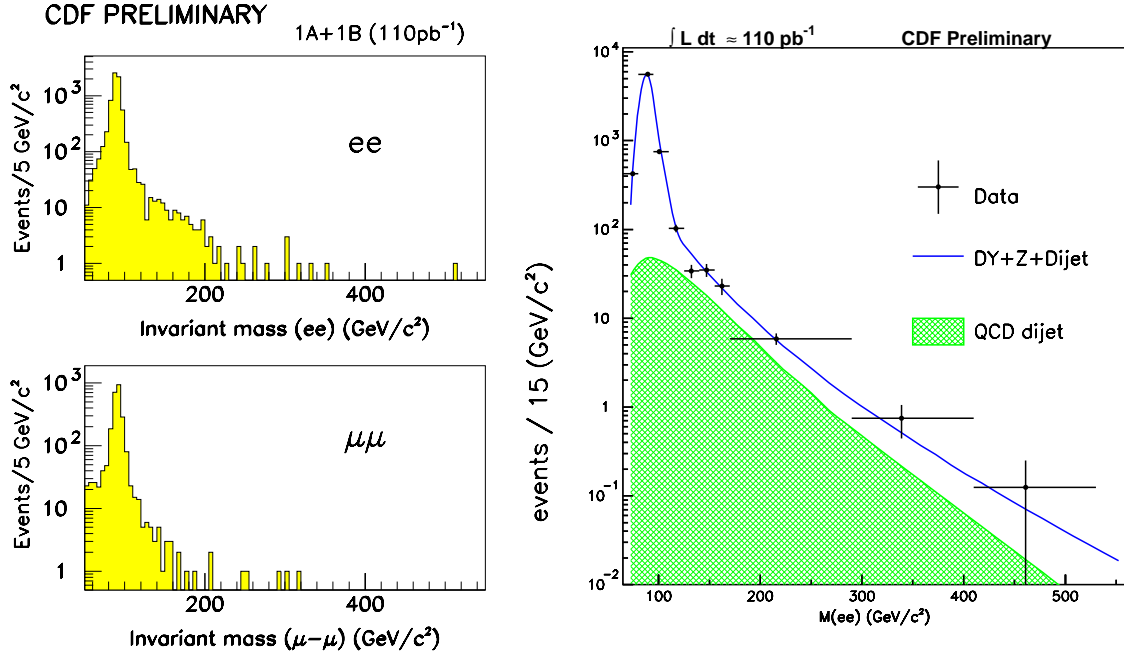 CDF PRELIMINARY
1A+1B (110pb⁻¹)
Events/5 GeV/c²
10³
10²
10
1
ee
200
400
Invariant mass (ee) (GeV/c²)
Events/5 GeV/c²
10³
10²
10
1
μμ
200
400
Invariant mass (μ−μ) (GeV/c²)
∫ L dt ≈ 110 pb⁻¹
CDF Preliminary
events / 15 (GeV/c²)
10⁴
10³
10²
10
1
10⁻¹
10⁻²
Data
DY+Z+Dijet
QCD dijet
100
200
300
400
500
M(ee) (GeV/c²)